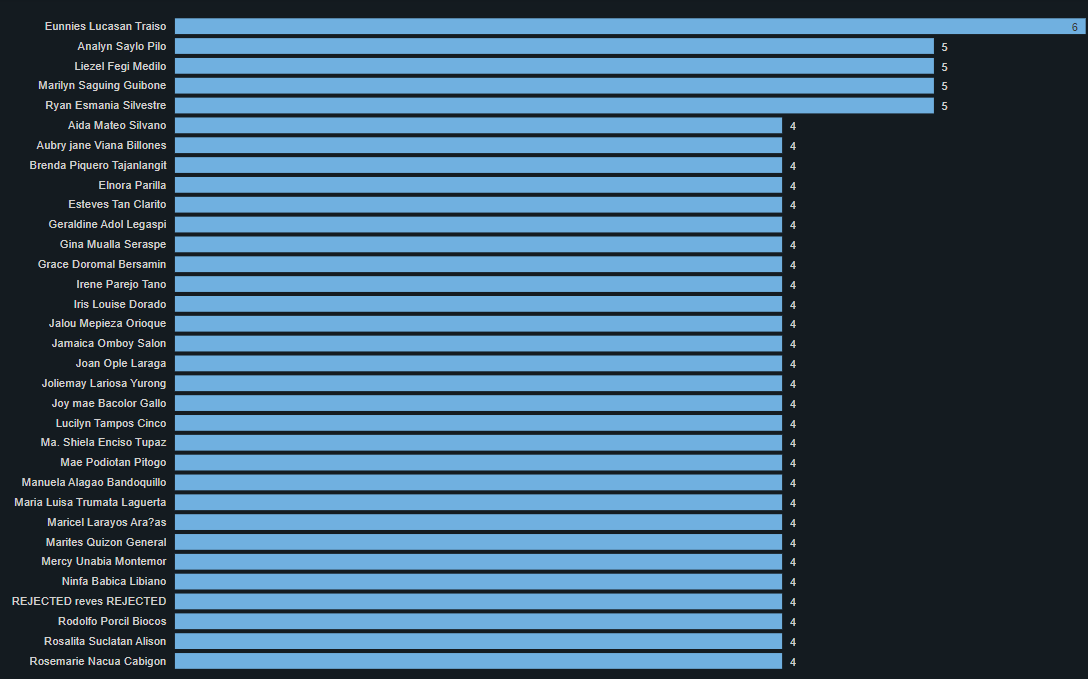 Eunnies Lucasan Traiso 6
Analyn Saylo Pilo 5
Liezel Fegi Medilo 5
Marilyn Saguing Guibone 5
Ryan Esmania Silvestre 5
Aida Mateo Silvano 4
Aubry jane Viana Billones 4
Brenda Piquero Tajanlangit 4
Elnora Parilla 4
Esteves Tan Clarito 4
Geraldine Adol Legaspi 4
Gina Mualla Seraspe 4
Grace Doromal Bersamin 4
Irene Parejo Tano 4
Iris Louise Dorado 4
Jalou Mepieza Orioque 4
Jamaica Omboy Salon 4
Joan Ople Laraga 4
Joliemay Lariosa Yurong 4
Joy mae Bacolor Gallo 4
Lucilyn Tampos Cinco 4
Ma. Shiela Enciso Tupaz 4
Mae Podiotan Pitogo 4
Manuela Alagao Bandoquillo 4
Maria Luisa Trumata Laguerta 4
Maricel Larayos Ara?as 4
Marites Quizon General 4
Mercy Unabia Montemor 4
Ninfa Babica Libiano 4
REJECTED reves REJECTED 4
Rodolfo Porcil Biocos 4
Rosalita Suclatan Alison 4
Rosemarie Nacua Cabigon 4